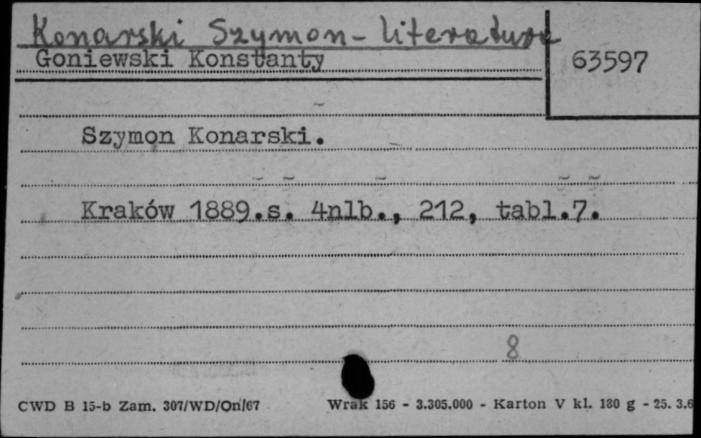 Konarski Szymon - literatura
Goniewski Konstanty
63597
Szymon Konarski.
Kraków 1889.s. 4nlb., 212, tabl.7.
8
CWD B 15-b Zam. 307/WD/On/67
Wrak 156 - 3.305.000 - Karton V kl. 180 g - 25. 3.6